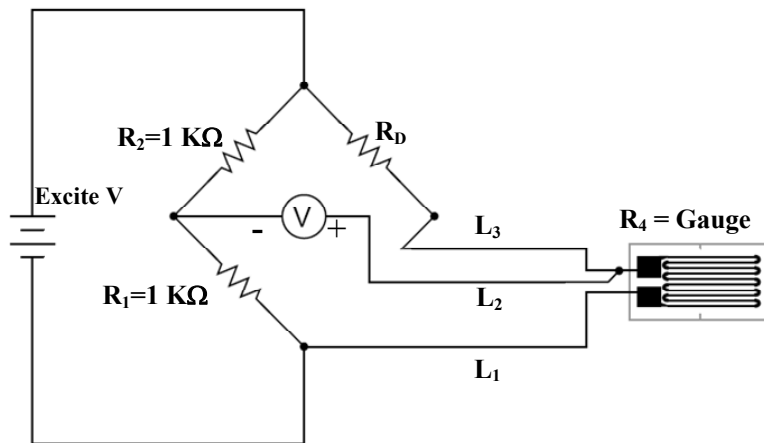 R₂=1 KΩ
R_D
Excite V
V
-
+
L₃
R₄ = Gauge
R₁=1 KΩ
L₂
L₁